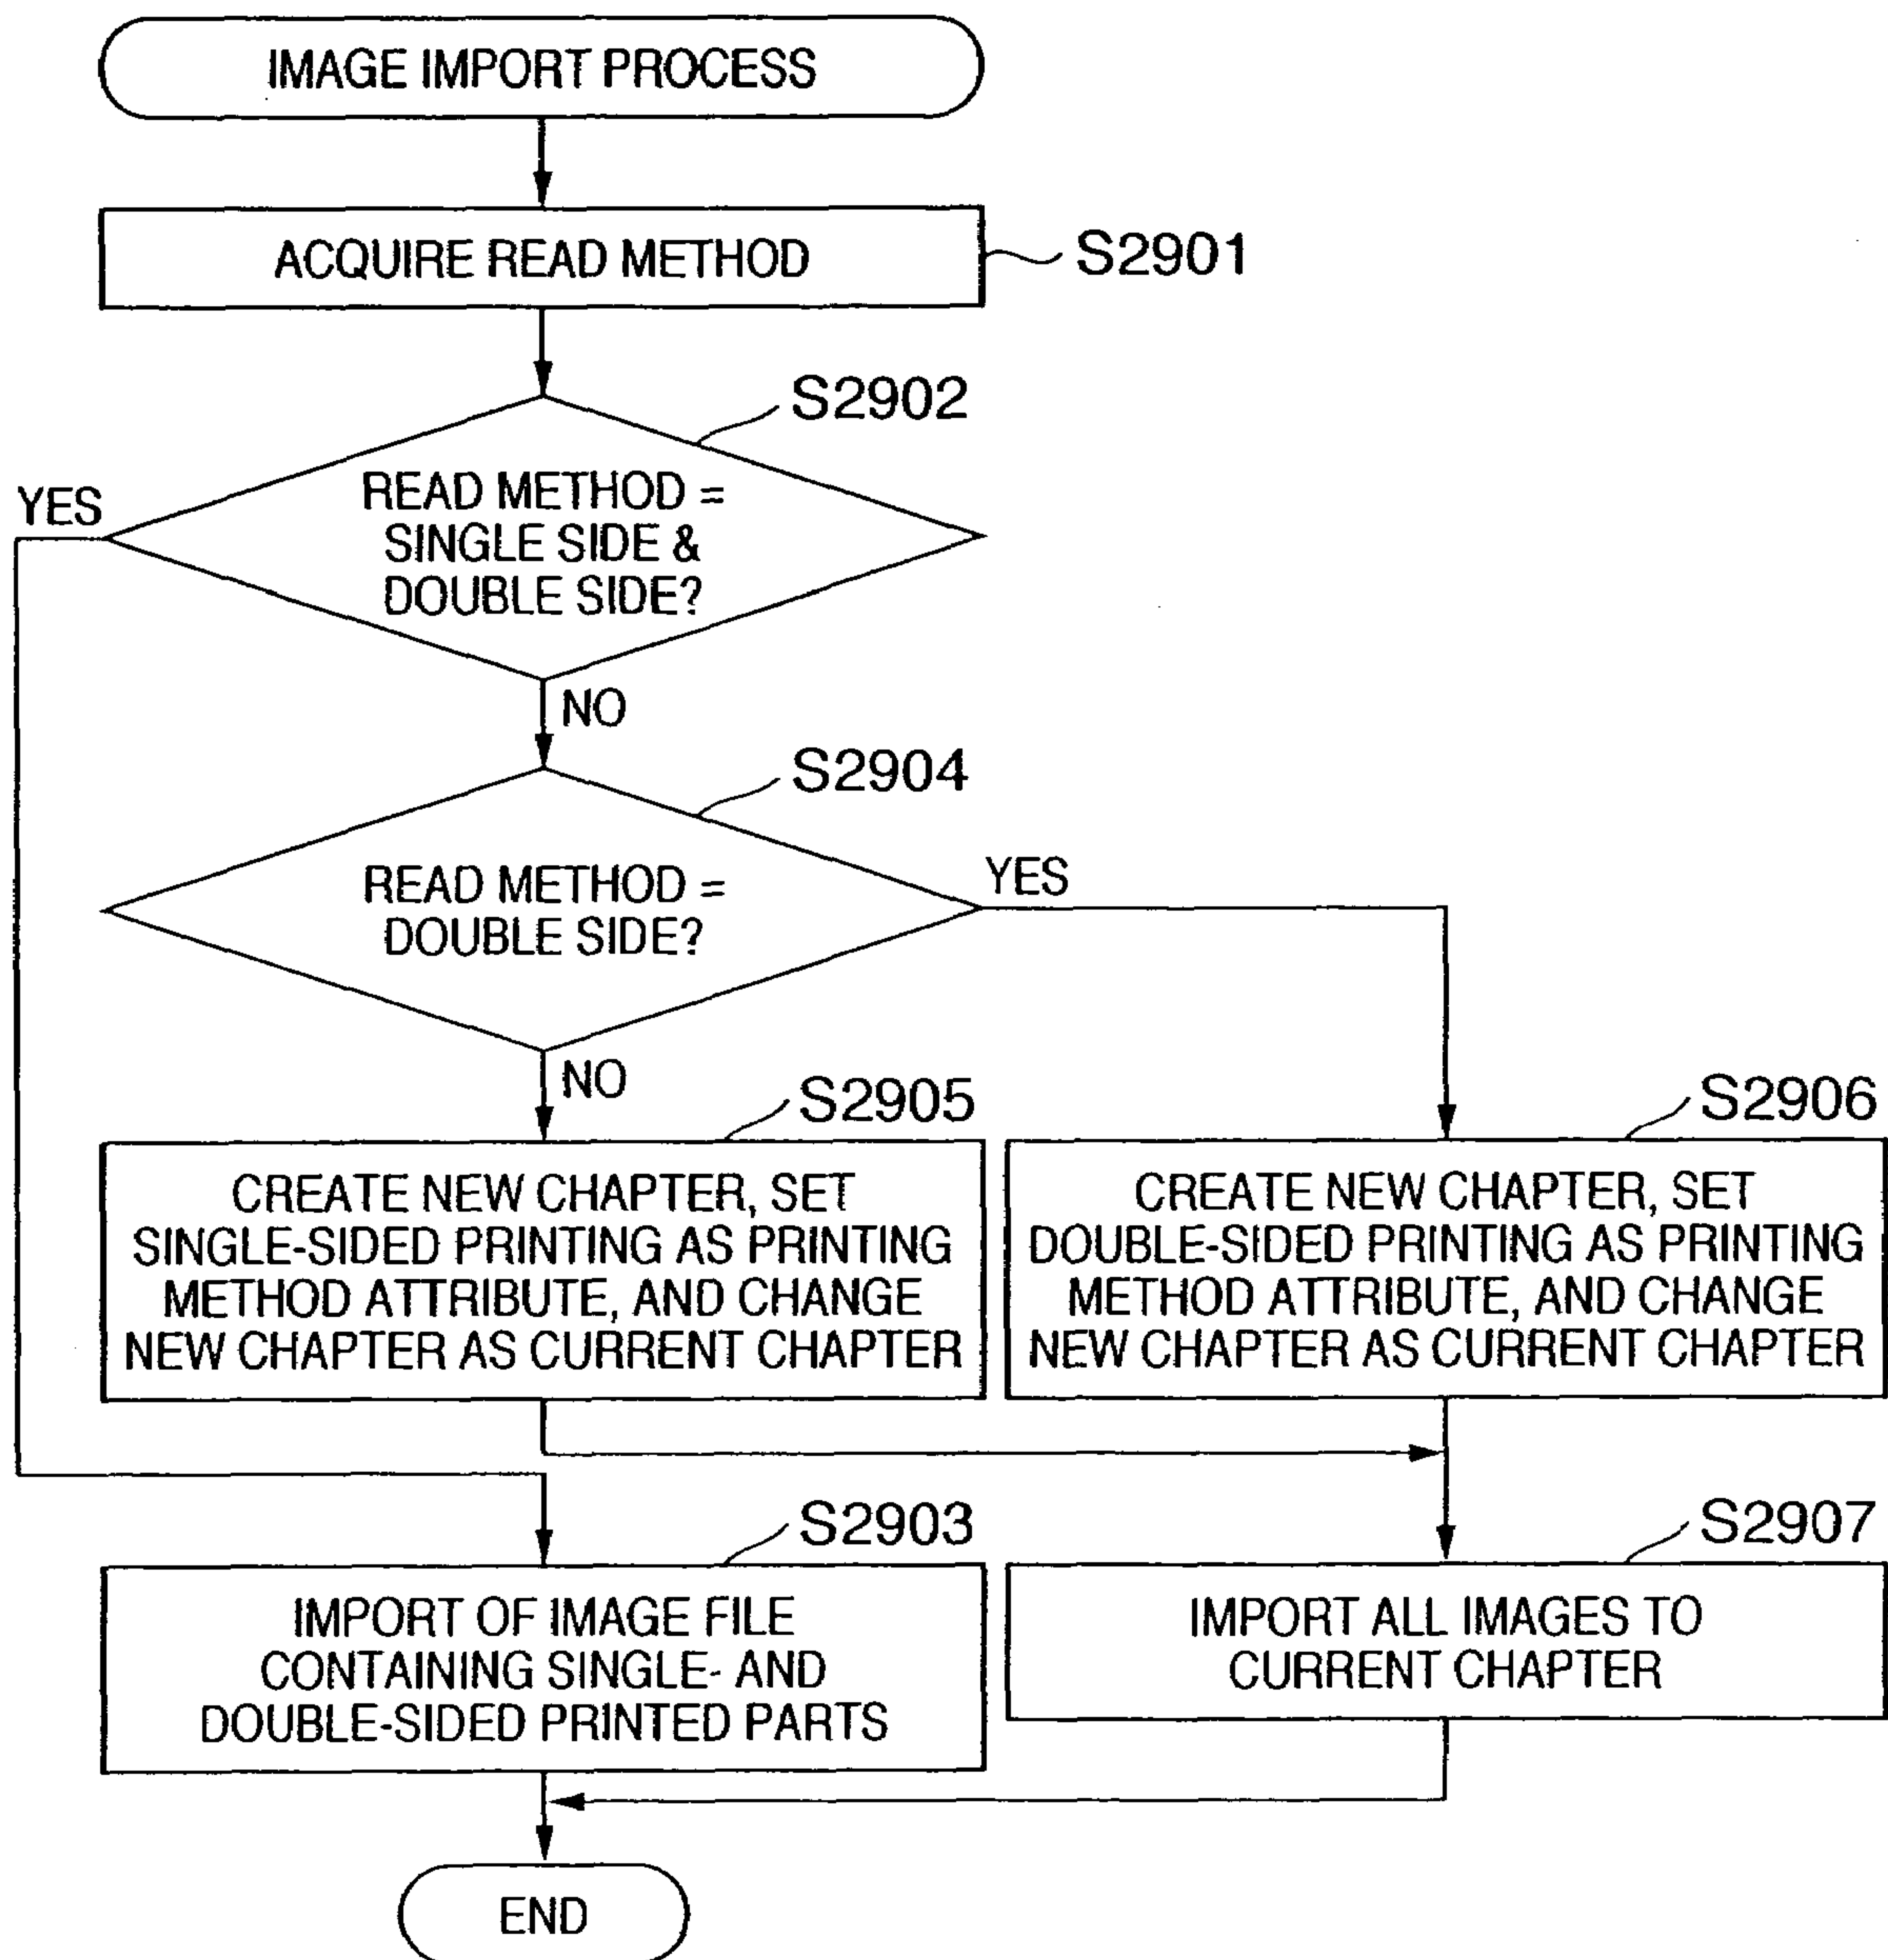 IMAGE IMPORT PROCESS
ACQUIRE READ METHOD
S2901
S2902
READ METHOD =
SINGLE SIDE &
DOUBLE SIDE?
YES
NO
S2904
READ METHOD =
DOUBLE SIDE?
YES
NO
S2905
CREATE NEW CHAPTER, SET
SINGLE-SIDED PRINTING AS PRINTING
METHOD ATTRIBUTE, AND CHANGE
NEW CHAPTER AS CURRENT CHAPTER
S2906
CREATE NEW CHAPTER, SET
DOUBLE-SIDED PRINTING AS PRINTING
METHOD ATTRIBUTE, AND CHANGE
NEW CHAPTER AS CURRENT CHAPTER
S2903
IMPORT OF IMAGE FILE
CONTAINING SINGLE- AND
DOUBLE-SIDED PRINTED PARTS
S2907
IMPORT ALL IMAGES TO
CURRENT CHAPTER
END